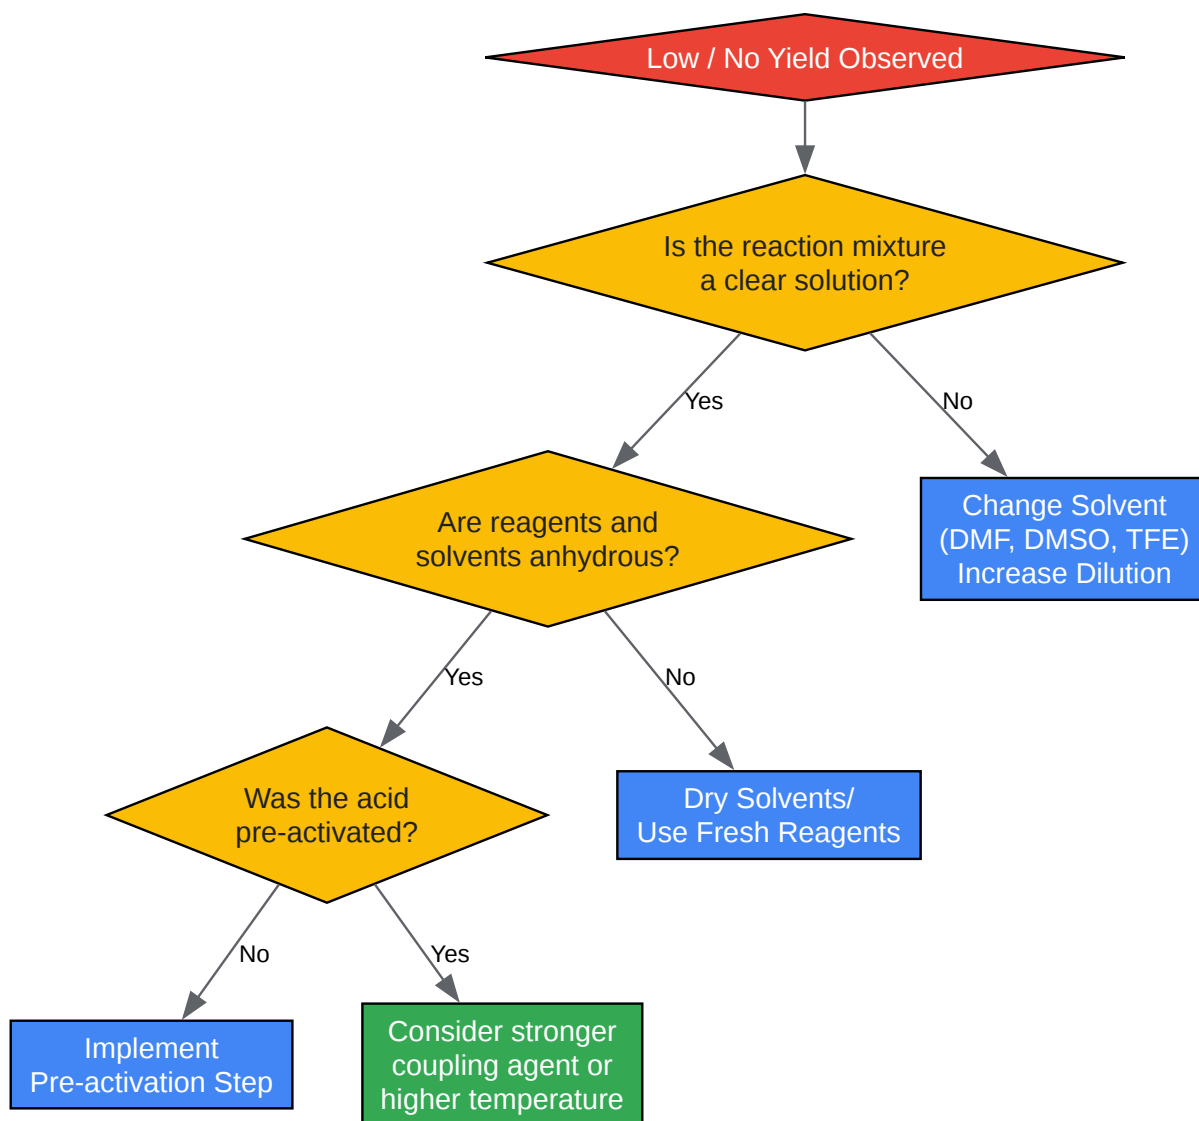 Low / No Yield Observed
Is the reaction mixture
a clear solution?
Yes
No
Are reagents and
solvents anhydrous?
Change Solvent
(DMF, DMSO, TFE)
Increase Dilution
Yes
No
Was the acid
pre-activated?
Dry Solvents/
Use Fresh Reagents
No
Yes
Implement
Pre-activation Step
Consider stronger
coupling agent or
higher temperature